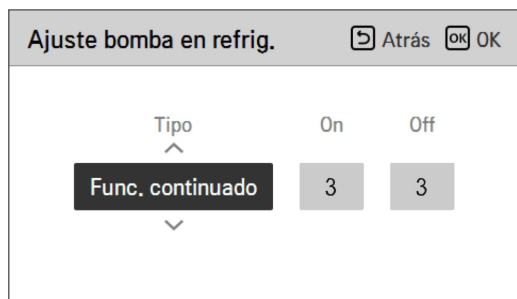 Ajuste bomba en refrig. Atrás OK OK
Tipo On Off
Func. continuado 3 3